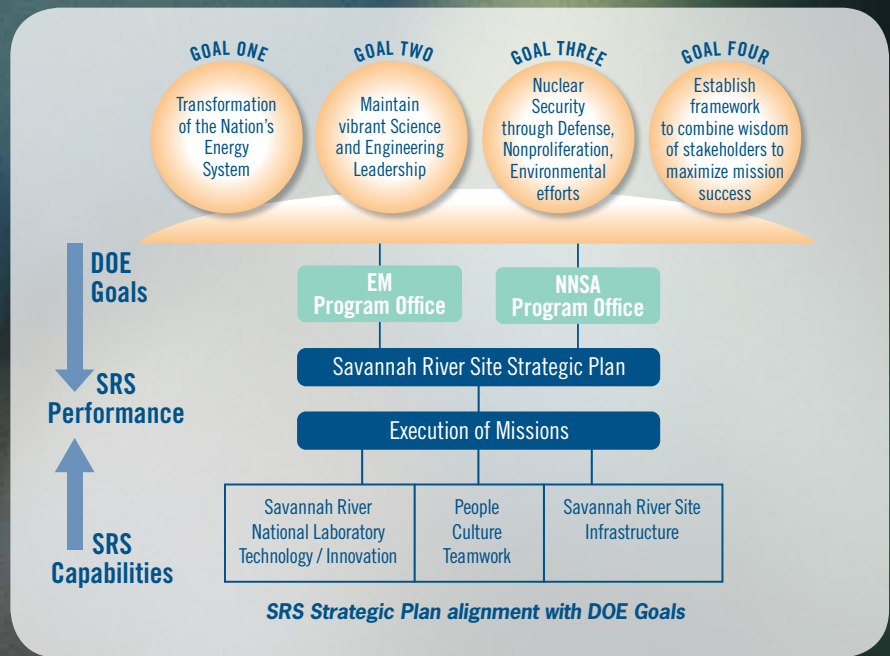 GOAL ONE
Transformation
of the Nation's
Energy
System
GOAL TWO
Maintain
vibrant Science
and Engineering
Leadership
GOAL THREE
Nuclear
Security
through Defense,
Nonproliferation,
Environmental
efforts
GOAL FOUR
Establish
framework
to combine wisdom
of stakeholders to
maximize mission
success
DOE
Goals
SRS
Performance
SRS
Capabilities
EM
Program Office
NNSA
Program Office
Savannah River Site Strategic Plan
Execution of Missions
Savannah River
National Laboratory
Technology / Innovation
People
Culture
Teamwork
Savannah River Site
Infrastructure
SRS Strategic Plan alignment with DOE Goals